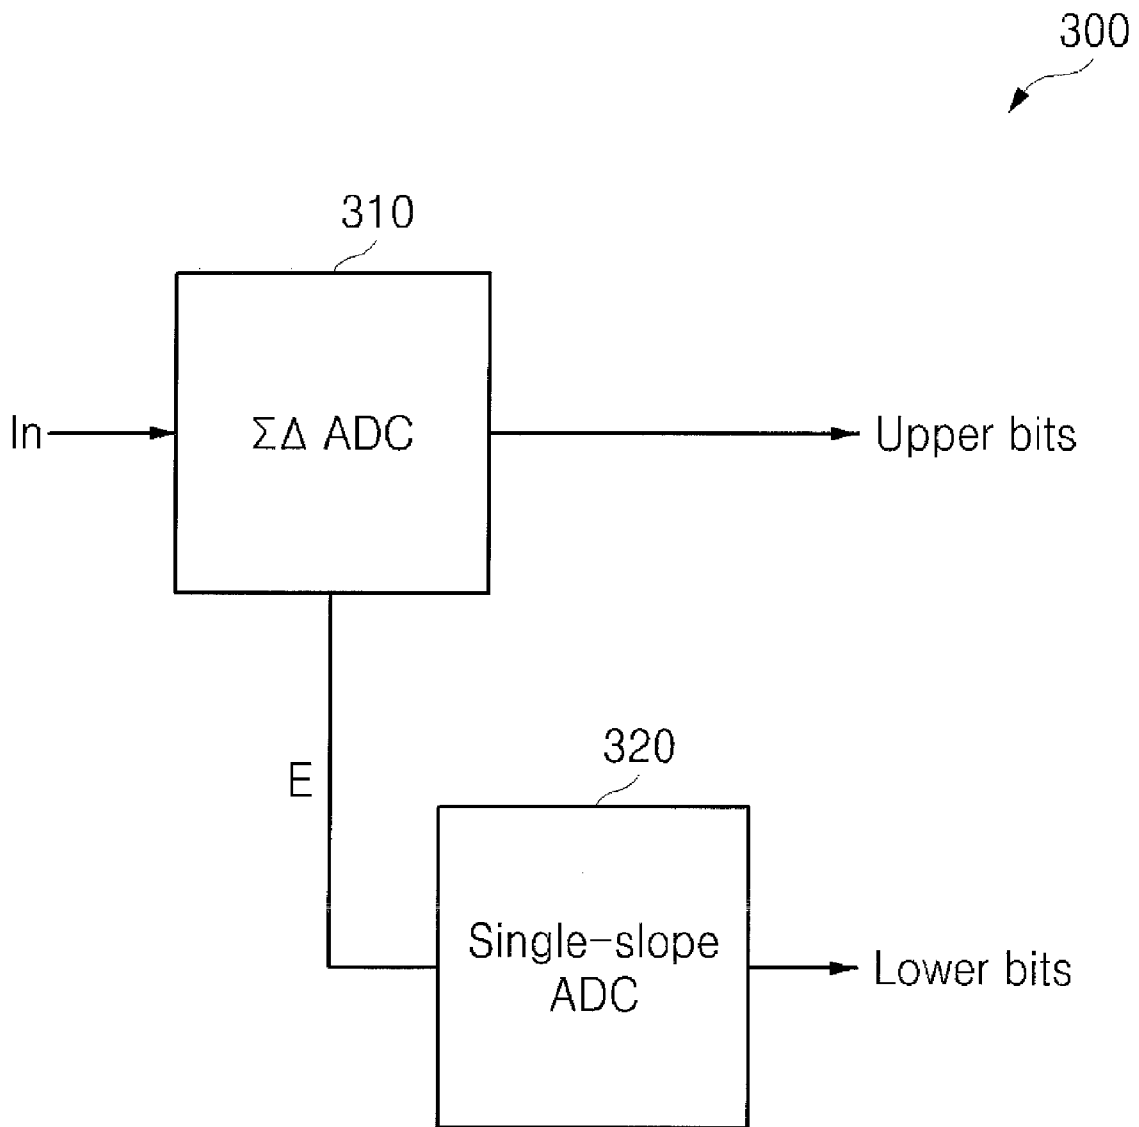 300
310
In
ΣΔ ADC
Upper bits
E
320
Single-slope
ADC
Lower bits